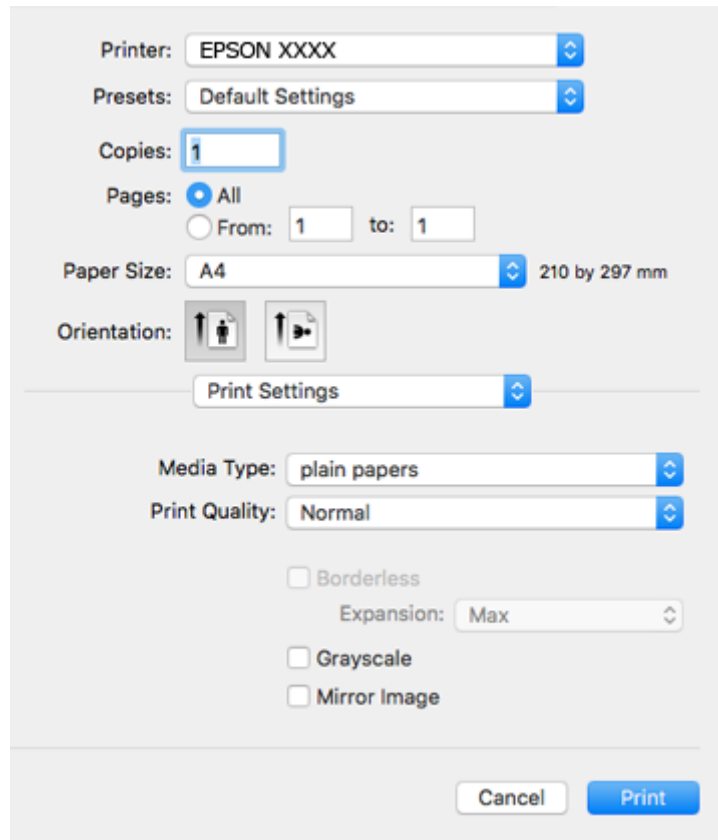 Printer: EPSON XXXX
Presets: Default Settings
Copies: 1
Pages: All
From: 1 to: 1
Paper Size: A4 210 by 297 mm
Orientation:
Print Settings
Media Type: plain papers
Print Quality: Normal
Borderless
Expansion: Max
Grayscale
Mirror Image
Cancel Print